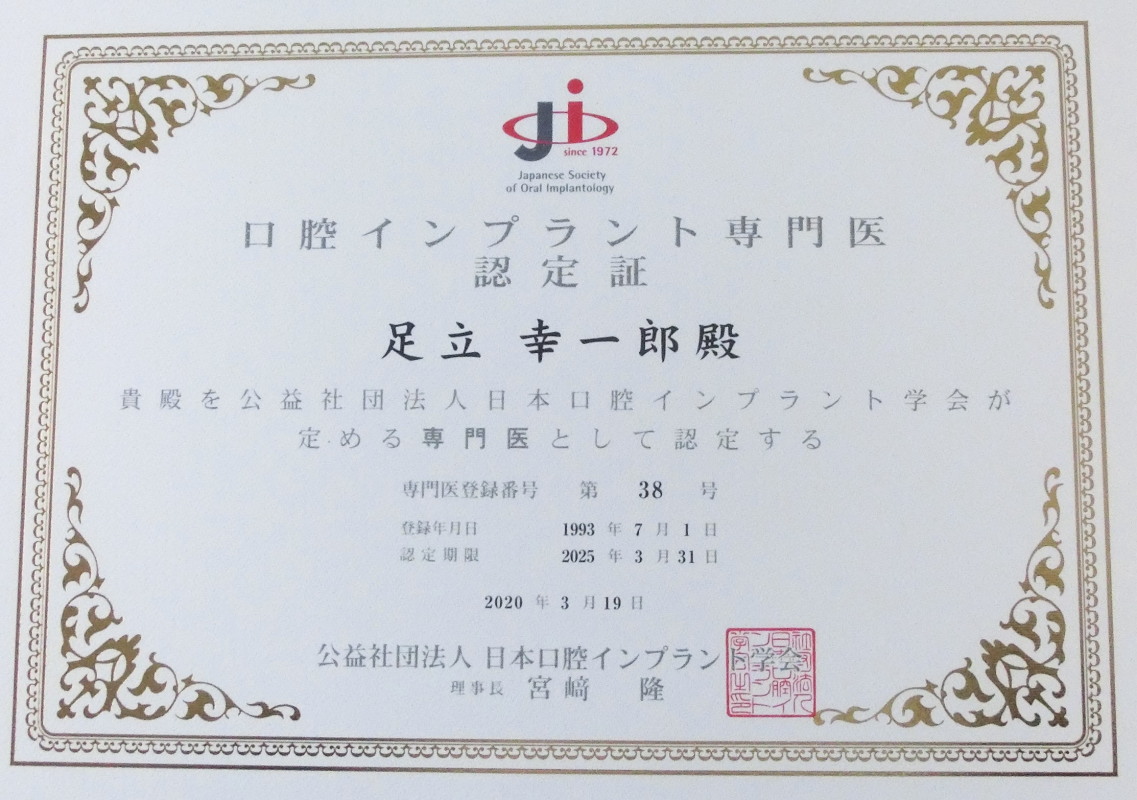 Ji
since 1972
Japanese Society
of Oral Implantology
口腔インプラント専門医
認定証
足立 幸一郎殿
貴殿を公益社団法人日本口腔インプラント学会が
定める専門医として認定する
専門医登録番号 第 38 号
登録年月日 1993 年 7 月 1 日
認定期限 2025 年 3 月 31 日
2020 年 3 月 19 日
公益社団法人 日本口腔インプラント学会
理事長 宮﨑 隆